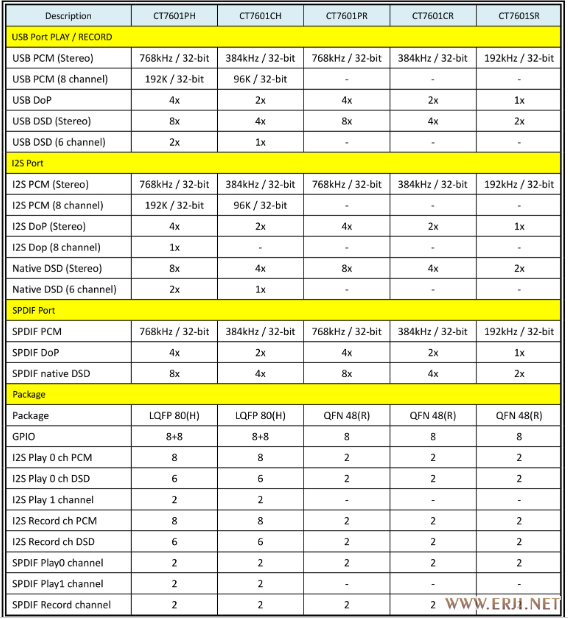 Description CT7601PH CT7601CH CT7601PR CT7601CR CT7601SR
USB Port PLAY / RECORD
USB PCM (Stereo) 768kHz / 32-bit 384kHz / 32-bit 768kHz / 32-bit 384kHz / 32-bit 192kHz / 32-bit
USB PCM (8 channel) 192K / 32-bit 96K / 32-bit - - -
USB DoP 4x 2x 4x 2x 1x
USB DSD (Stereo) 8x 4x 8x 4x 2x
USB DSD (6 channel) 2x 1x - - -
I2S Port
I2S PCM (Stereo) 768kHz / 32-bit 384kHz / 32-bit 768kHz / 32-bit 384kHz / 32-bit 192kHz / 32-bit
I2S PCM (8 channel) 192K / 32-bit 96K / 32-bit - - -
I2S DoP (Stereo) 4x 2x 4x 2x 1x
I2S Dop (8 channel) 1x - - - -
Native DSD (Stereo) 8x 4x 8x 4x 2x
Native DSD (6 channel) 2x 1x - - -
SPDIF Port
SPDIF PCM 768kHz / 32-bit 384kHz / 32-bit 768kHz / 32-bit 384kHz / 32-bit 192kHz / 32-bit
SPDIF DoP 4x 2x 4x 2x 1x
SPDIF native DSD 8x 4x 8x 4x 2x
Package
Package LQFP 80(H) LQFP 80(H) QFN 48(R) QFN 48(R) QFN 48(R)
GPIO 8+8 8+8 8 8 8
I2S Play 0 ch PCM 8 8 2 2 2
I2S Play 0 ch DSD 6 6 2 2 2
I2S Play 1 channel 2 2 - - -
I2S Record ch PCM 8 8 2 2 2
I2S Record ch DSD 6 6 2 2 2
SPDIF Play0 channel 2 2 2 2 2
SPDIF Play1 channel 2 2 - - -
SPDIF Record channel 2 2 2 2
WWW.ERJI.NET